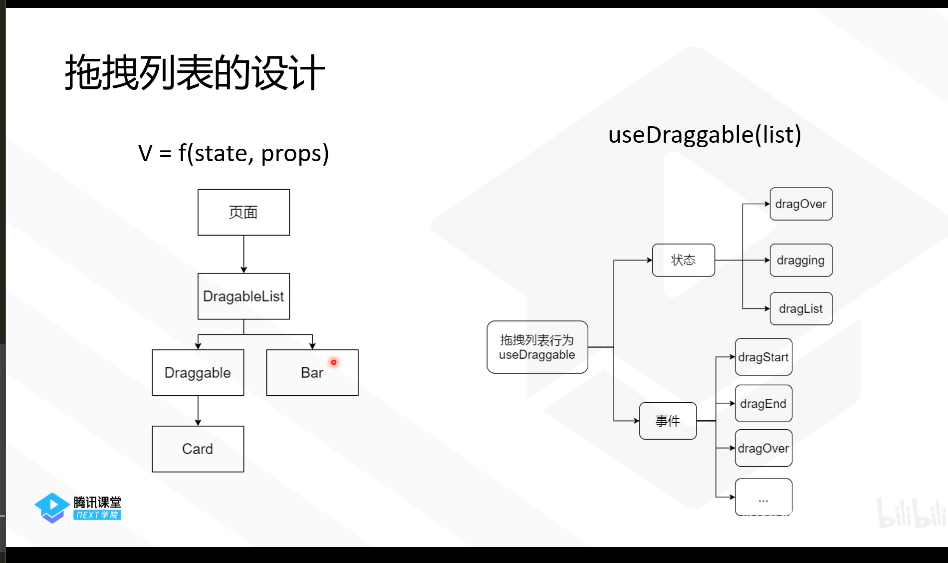 拖拽列表的设计
V = f(state, props)
页面
DragableList
Draggable
Bar
Card
useDraggable(list)
拖拽列表行为
useDraggable
状态
dragOver
dragging
dragList
事件
dragStart
dragEnd
dragOver
...
腾讯课堂
NEXT学院
bilibili